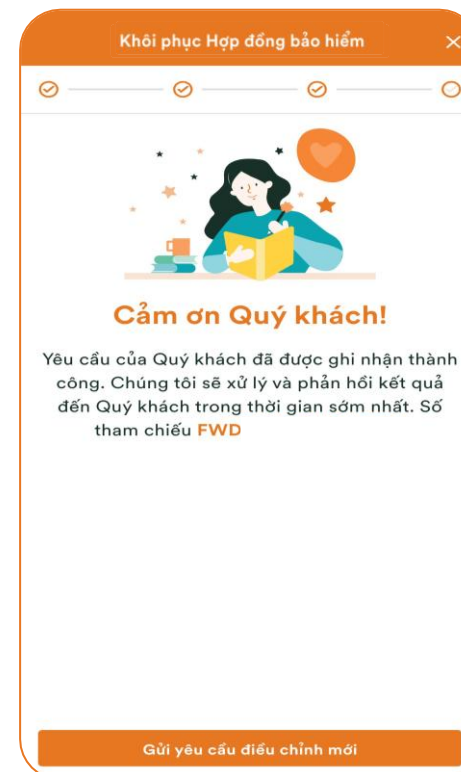 Khôi phục Hợp đồng bảo hiểm
Cảm ơn Quý khách!
Yêu cầu của Quý khách đã được ghi nhận thành
công. Chúng tôi sẽ xử lý và phản hồi kết quả
đến Quý khách trong thời gian sớm nhất. Số
tham chiếu FWD
Gửi yêu cầu điều chỉnh mới